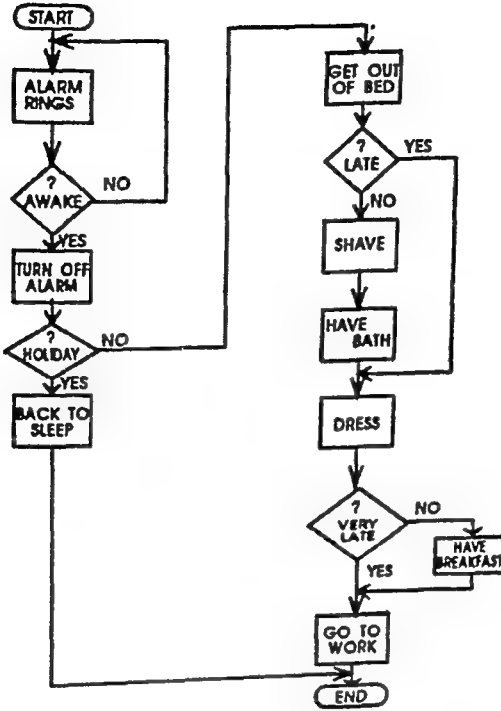 START
ALARM
RINGS
?
AWAKE
NO
YES
TURN OFF
ALARM
?
HOLIDAY
NO
YES
BACK TO
SLEEP
GET OUT
OF BED
?
LATE
YES
NO
SHAVE
HAVE
BATH
DRESS
?
VERY
LATE
NO
HAVE
BREAKFAST
YES
GO TO
WORK
END